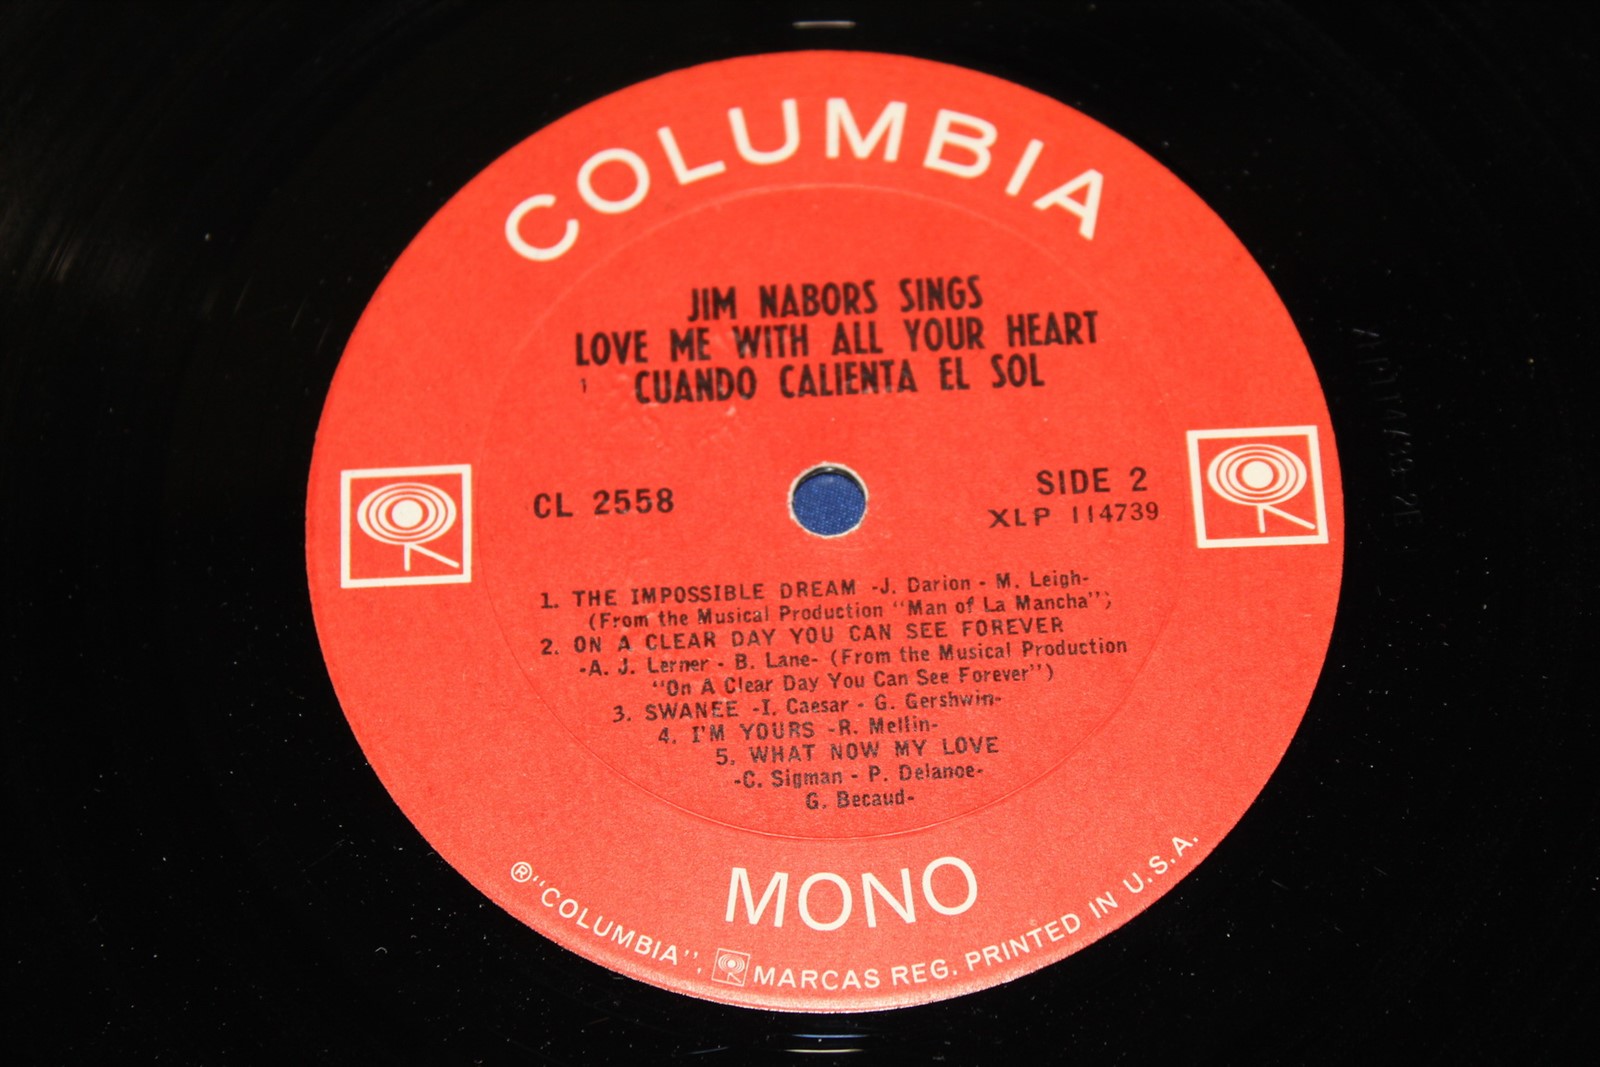 COLUMBIA
JIM NABORS SINGS
LOVE ME WITH ALL YOUR HEART
CUANDO CALIENTA EL SOL
CL 2558
SIDE 2
XLP 114739
1. THE IMPOSSIBLE DREAM -J. Darion - M. Leigh-
(From the Musical Production "Man of La Mancha")
2. ON A CLEAR DAY YOU CAN SEE FOREVER
-A. J. Lerner - B. Lane- (From the Musical Production
"On A Clear Day You Can See Forever")
3. SWANEE -I. Caesar - G. Gershwin-
4. I'M YOURS -R. Mellin-
5. WHAT NOW MY LOVE
-C. Sigman - P. Delanoe-
G. Becaud-
MONO
®"COLUMBIA", MARCAS REG. PRINTED IN U.S.A.